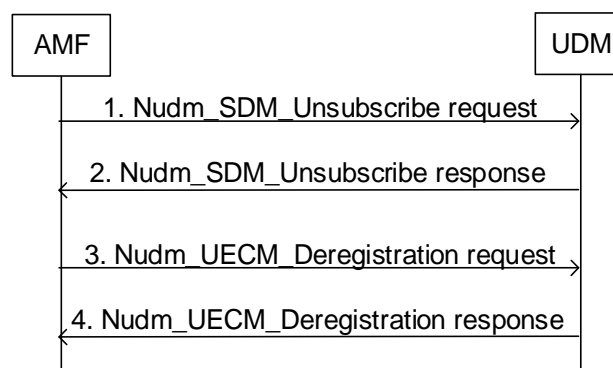 AMF
UDM
1. Nudm_SDM_Unsubscribe request
2. Nudm_SDM_Unsubscribe response
3. Nudm_UECM_Deregistration request
4. Nudm_UECM_Deregistration response